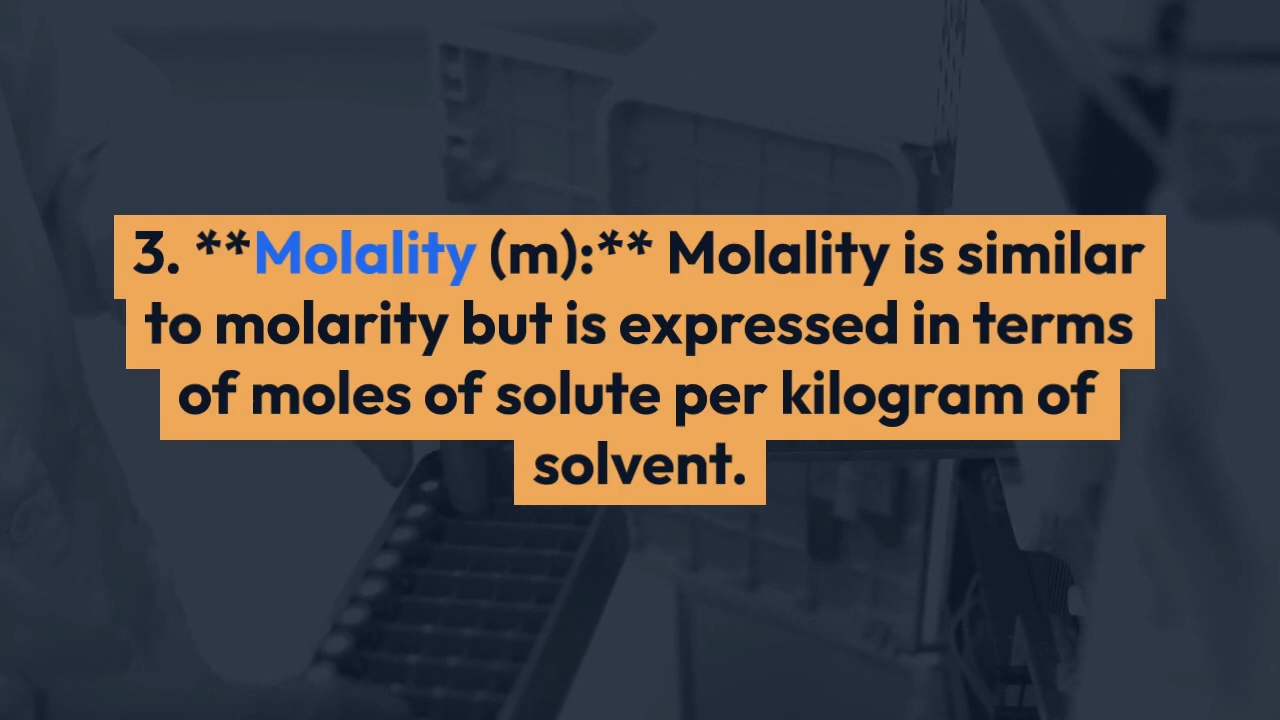 3. **Molality (m):** Molality is similar
to molarity but is expressed in terms
of moles of solute per kilogram of
solvent.